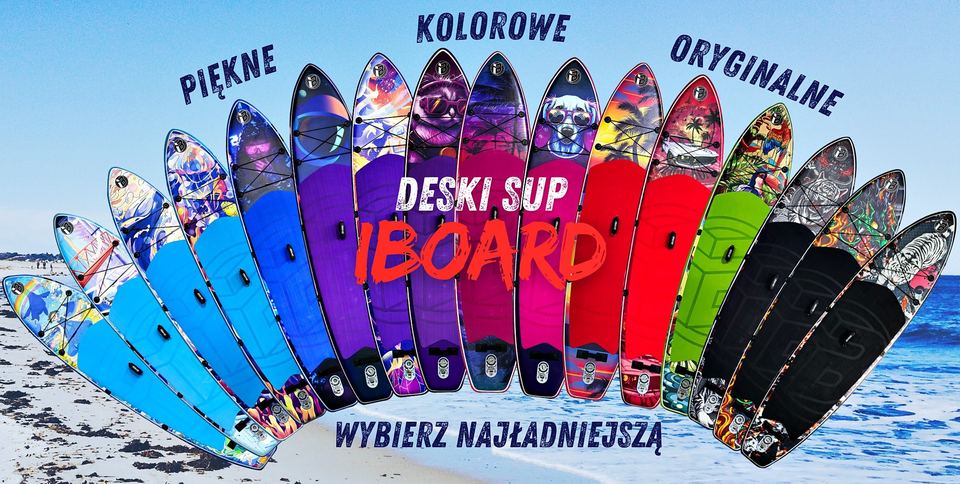 PIĘKNE
KOLOROWE
ORYGINALNE
DESKI SUP
IBOARD
WYBIERZ NAJŁADNIEJSZĄ